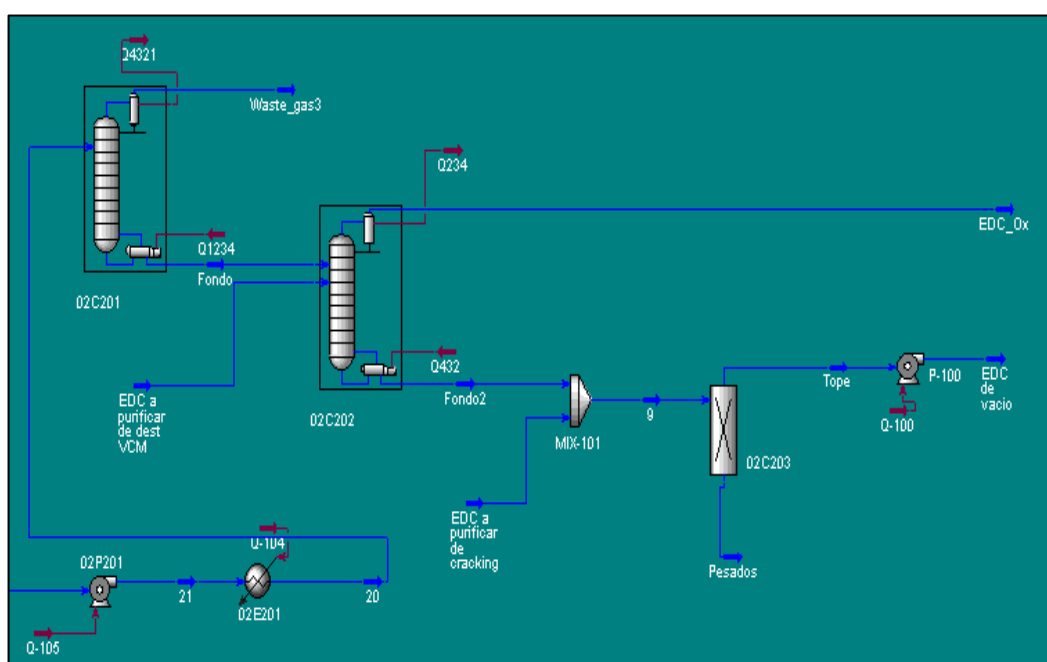 Q4321
Waste_gas3
Q234
EDC_Ox
Q1234
Fondo
02C201
Q432
Fondo2
EDC a
purificar
de dest
VCM
02C202
MIX-101
9
Tope
P-100
EDC
de
vacio
Q-100
02C203
EDC a
purificar
de
cracking
Pesados
Q-104
02P201
21
02E201
20
Q-105